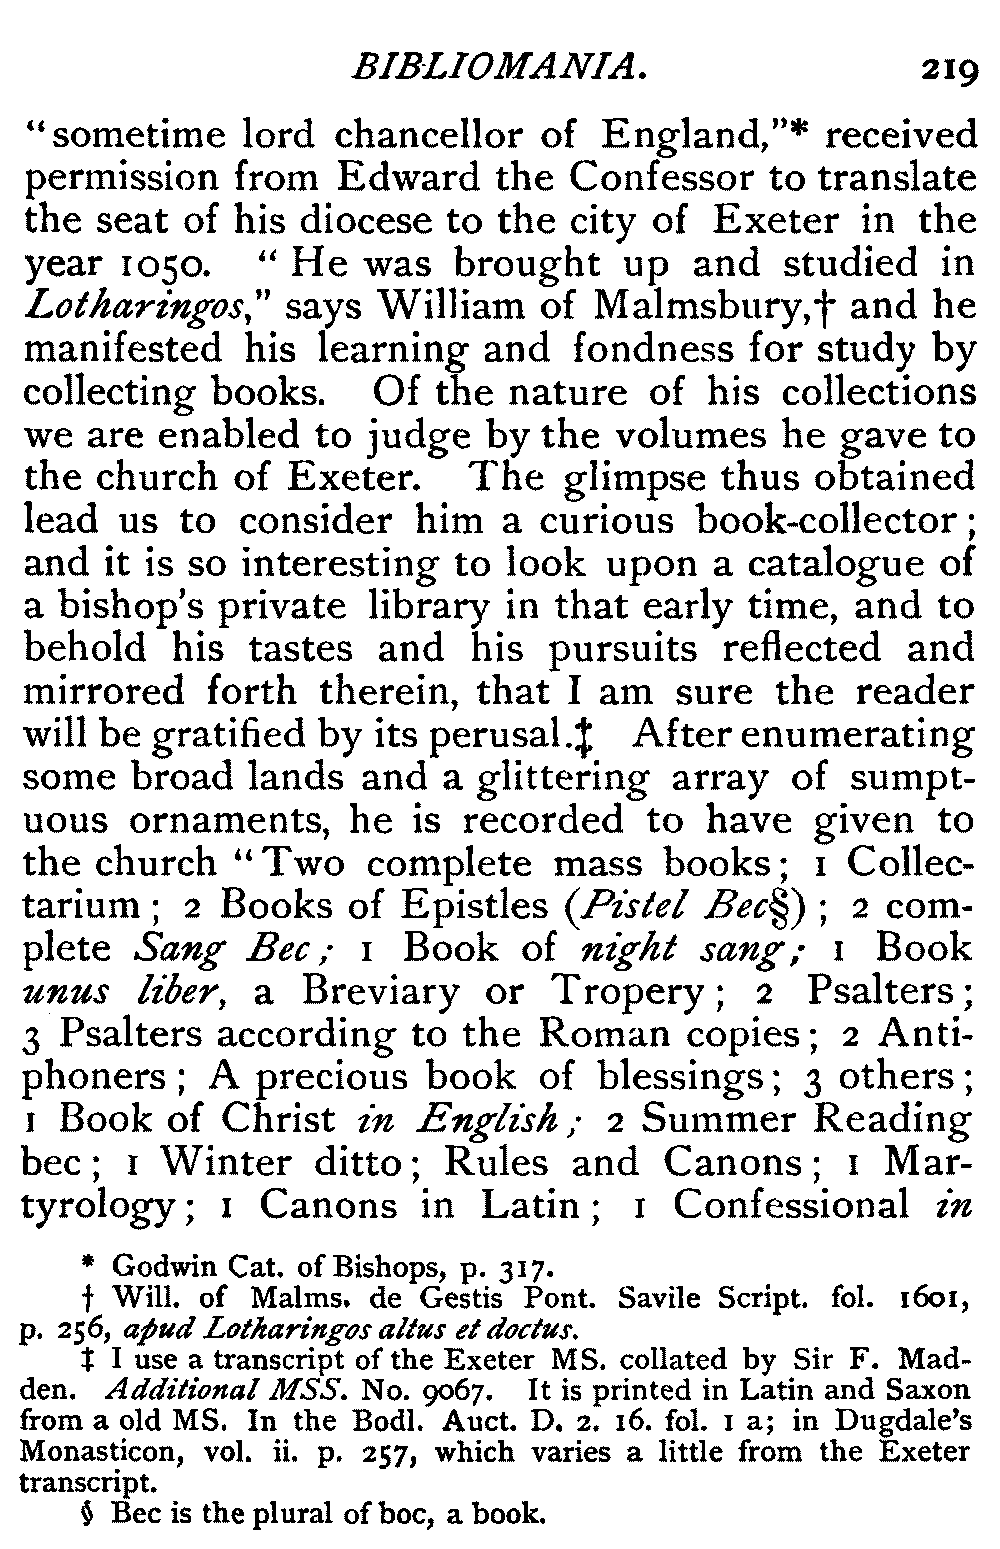 BIBLIOMANIA. 219
“sometime lord chancellor of England,”* received
permission from Edward the Confessor to translate
the seat of his diocese to the city of Exeter in the
year 1050. “He was brought up and studied in
Lotharingos,” says William of Malmsbury,† and he
manifested his learning and fondness for study by
collecting books. Of the nature of his collections
we are enabled to judge by the volumes he gave to
the church of Exeter. The glimpse thus obtained
lead us to consider him a curious book-collector;
and it is so interesting to look upon a catalogue of
a bishop's private library in that early time, and to
behold his tastes and his pursuits reflected and
mirrored forth therein, that I am sure the reader
will be gratified by its perusal.‡ After enumerating
some broad lands and a glittering array of sumpt-
uous ornaments, he is recorded to have given to
the church “Two complete mass books; 1 Collec-
tarium; 2 Books of Epistles (Pistel Bec§); 2 com-
plete Sang Bec; 1 Book of night sang; 1 Book
unus liber, a Breviary or Tropery; 2 Psalters;
3 Psalters according to the Roman copies; 2 Anti-
phoners; A precious book of blessings; 3 others;
1 Book of Christ in English; 2 Summer Reading
bec; 1 Winter ditto; Rules and Canons; 1 Mar-
tyrology; 1 Canons in Latin; 1 Confessional in
* Godwin Cat. of Bishops, p. 317.
† Will. of Malms. de Gestis Pont. Savile Script. fol. 1601,
p. 256, apud Lotharingos altus et doctus.
‡ I use a transcript of the Exeter MS. collated by Sir F. Mad-
den. Additional MSS. No. 9067. It is printed in Latin and Saxon
from a old MS. In the Bodl. Auct. D. 2. 16. fol. 1 a; in Dugdale's
Monasticon, vol. ii. p. 257, which varies a little from the Exeter
transcript.
§ Bec is the plural of boc, a book.